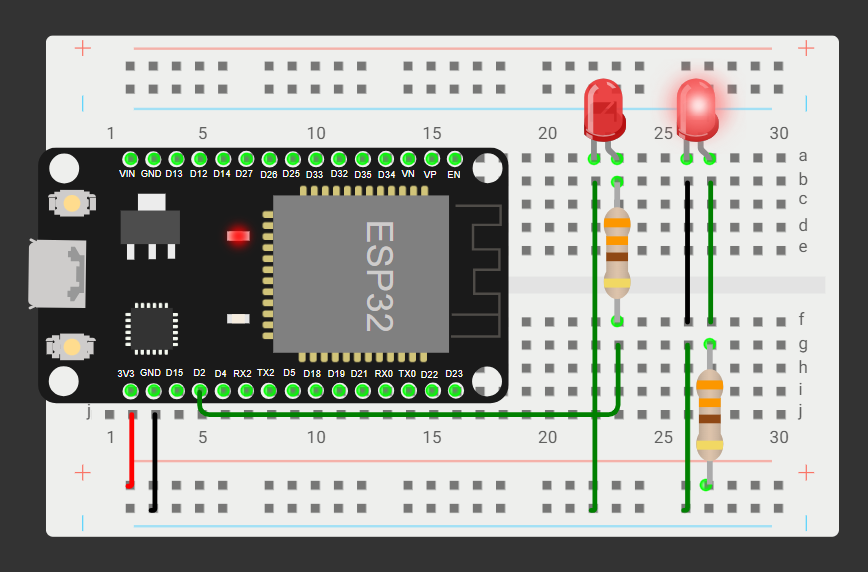 + +
| |
1 5 10 15 20 25 30
a
VIN GND D13 D12 D14 D27 D26 D25 D33 D32 D35 D34 VN VP EN
b
c
d
e
ESP32
f
g
3V3 GND D15 D2 D4 RX2 TX2 D5 D18 D19 D21 RX0 TX0 D22 D23
h
i
j j
1 5 10 15 20 25 30
+ +
| |